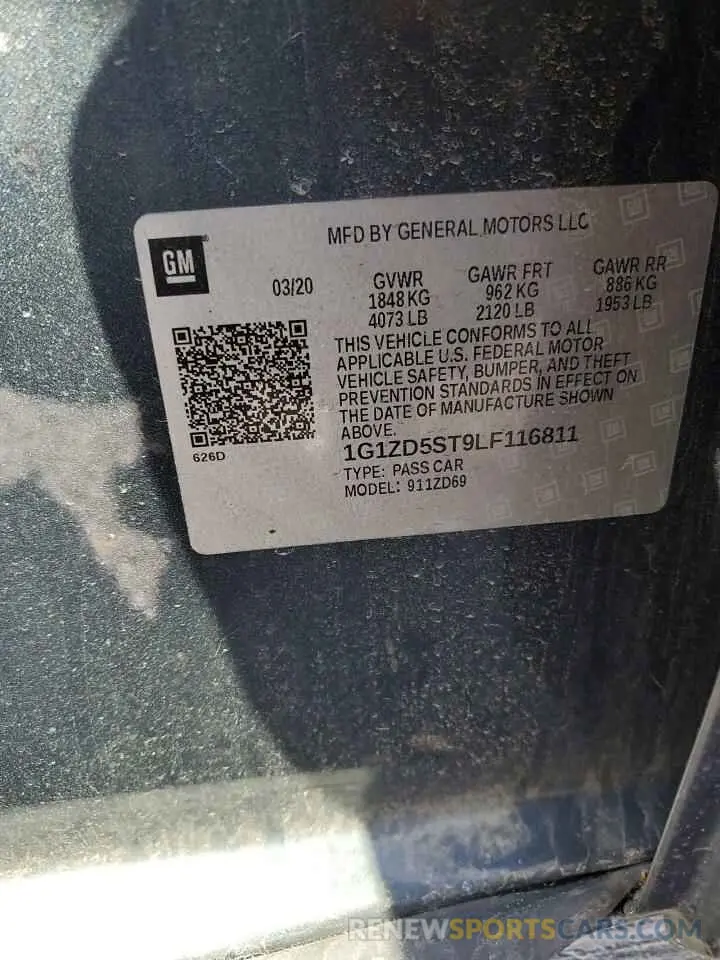 MFD BY GENERAL MOTORS LLC
GM
03/20
GVWR
1848 KG
4073 LB
GAWR FRT
962 KG
2120 LB
GAWR RR
886 KG
1953 LB
THIS VEHICLE CONFORMS TO ALL
APPLICABLE U.S. FEDERAL MOTOR
VEHICLE SAFETY, BUMPER, AND THEFT
PREVENTION STANDARDS IN EFFECT ON
THE DATE OF MANUFACTURE SHOWN
ABOVE.
626D
1G1ZD5ST9LF116811
TYPE: PASS CAR
MODEL: 911ZD69
RENEWSPORTSCARS.COM